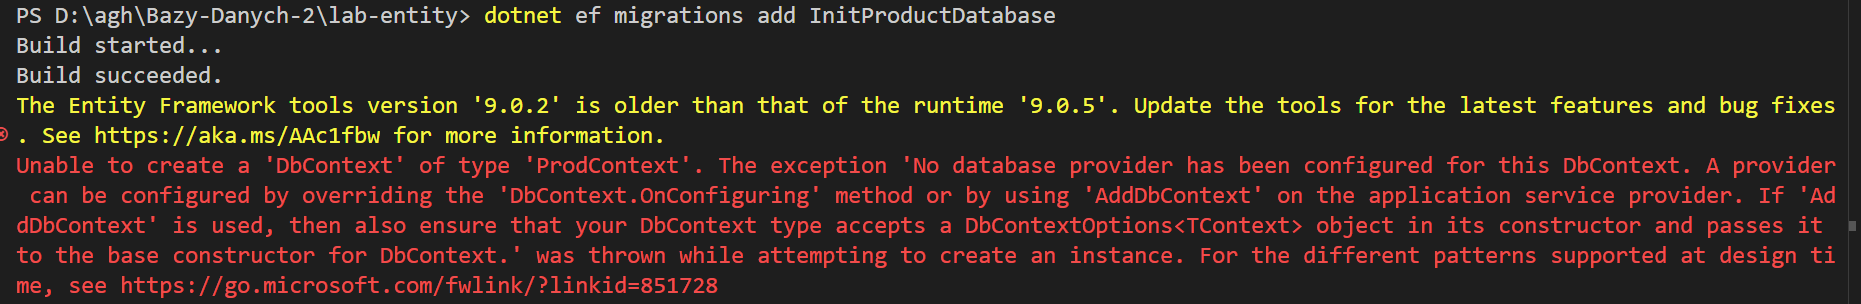 PS D:\agh\Bazy-Danych-2\lab-entity> dotnet ef migrations add InitProductDatabase
Build started...
Build succeeded.
The Entity Framework tools version '9.0.2' is older than that of the runtime '9.0.5'. Update the tools for the latest features and bug fixes
. See https://aka.ms/AAc1fbw for more information.
Unable to create a 'DbContext' of type 'ProdContext'. The exception 'No database provider has been configured for this DbContext. A provider
 can be configured by overriding the 'DbContext.OnConfiguring' method or by using 'AddDbContext' on the application service provider. If 'Ad
dDbContext' is used, then also ensure that your DbContext type accepts a DbContextOptions<TContext> object in its constructor and passes it
to the base constructor for DbContext.' was thrown while attempting to create an instance. For the different patterns supported at design ti
me, see https://go.microsoft.com/fwlink/?linkid=851728